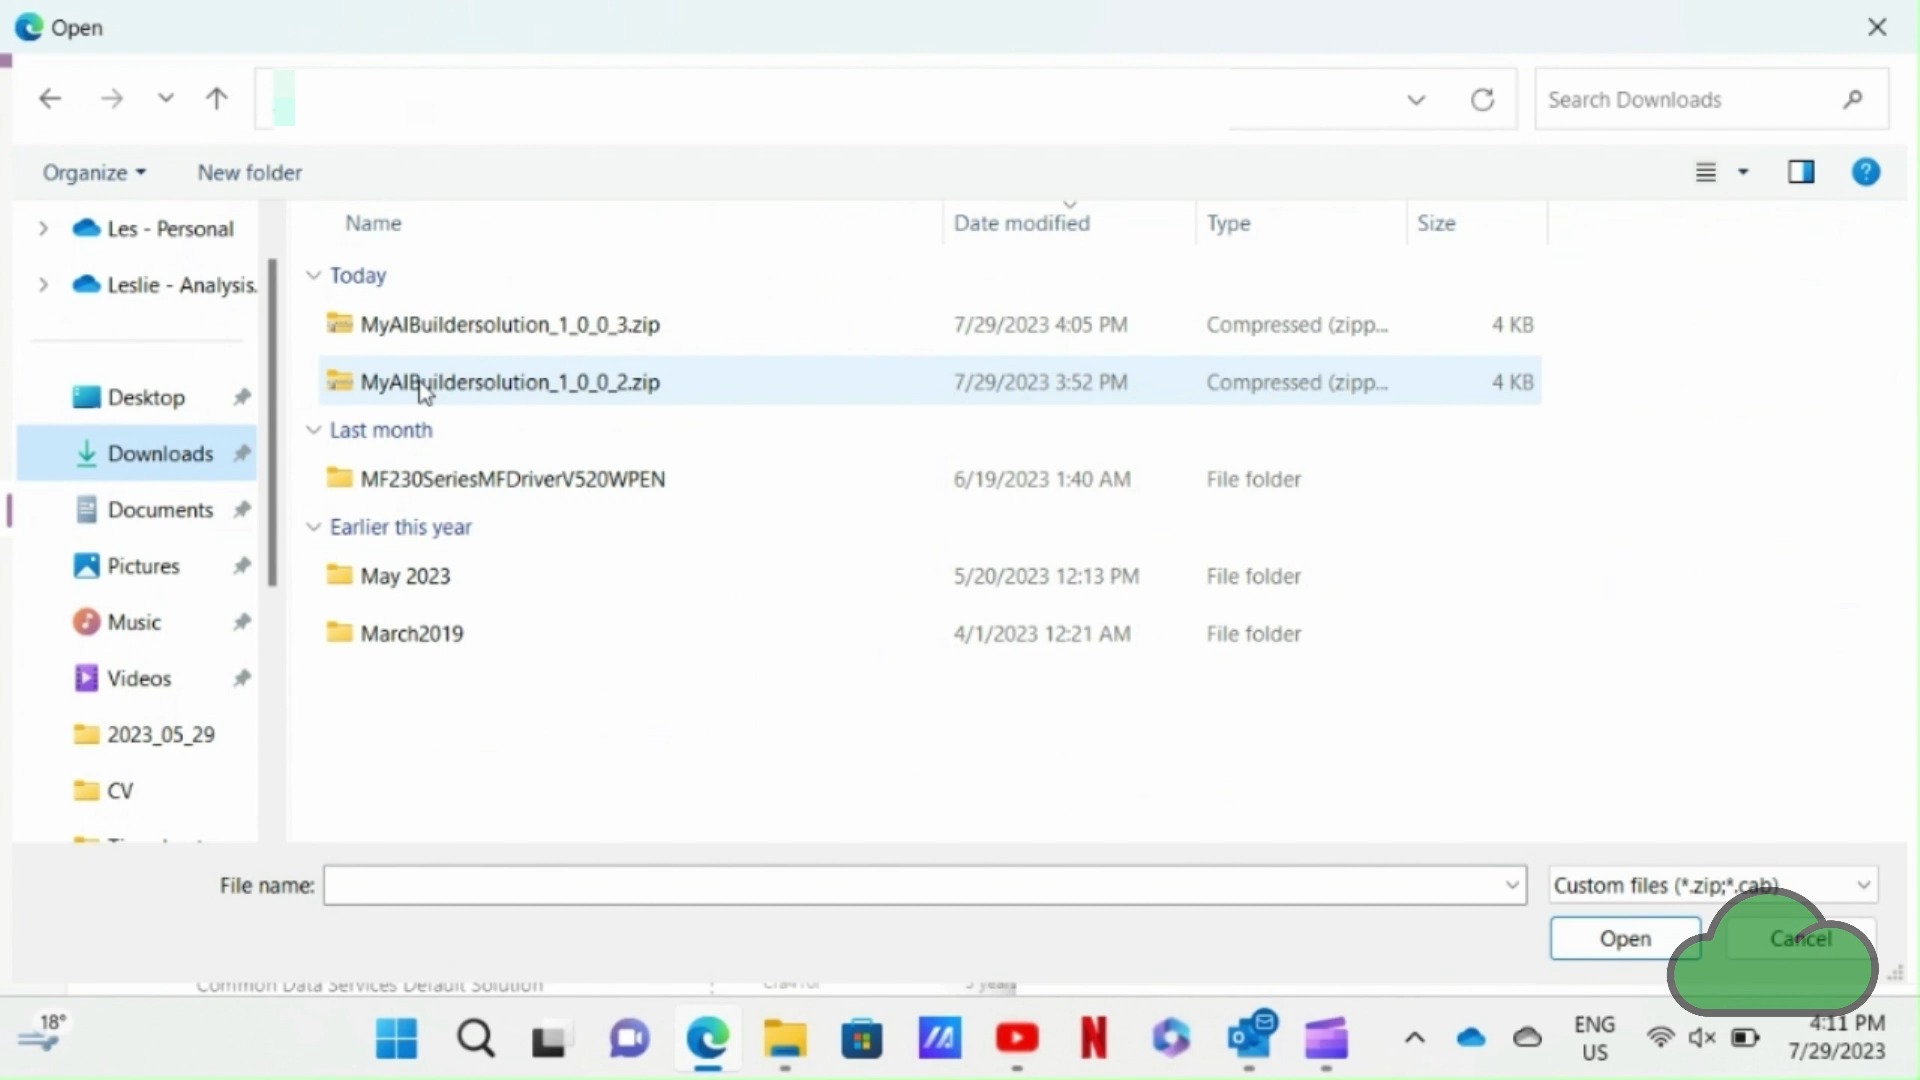 Open
Search Downloads
Organize
New folder
Les - Personal
Leslie - Analysis.
Desktop
Downloads
Documents
Pictures
Music
Videos
2023_05_29
CV
Name
Date modified
Type
Size
Today
MyAIBuildersolution_1_0_0_3.zip
7/29/2023 4:05 PM
Compressed (zipp...
4 KB
MyAIBuildersolution_1_0_0_2.zip
7/29/2023 3:52 PM
Compressed (zipp...
4 KB
Last month
MF230SeriesMFDriverV520WPEN
6/19/2023 1:40 AM
File folder
Earlier this year
May 2023
5/20/2023 12:13 PM
File folder
March2019
4/1/2023 12:21 AM
File folder
File name:
Custom files (*.zip;*.cab)
Open
Cancel
Common Data Services Default Solution
18°
ENG
US
4:11 PM
7/29/2023